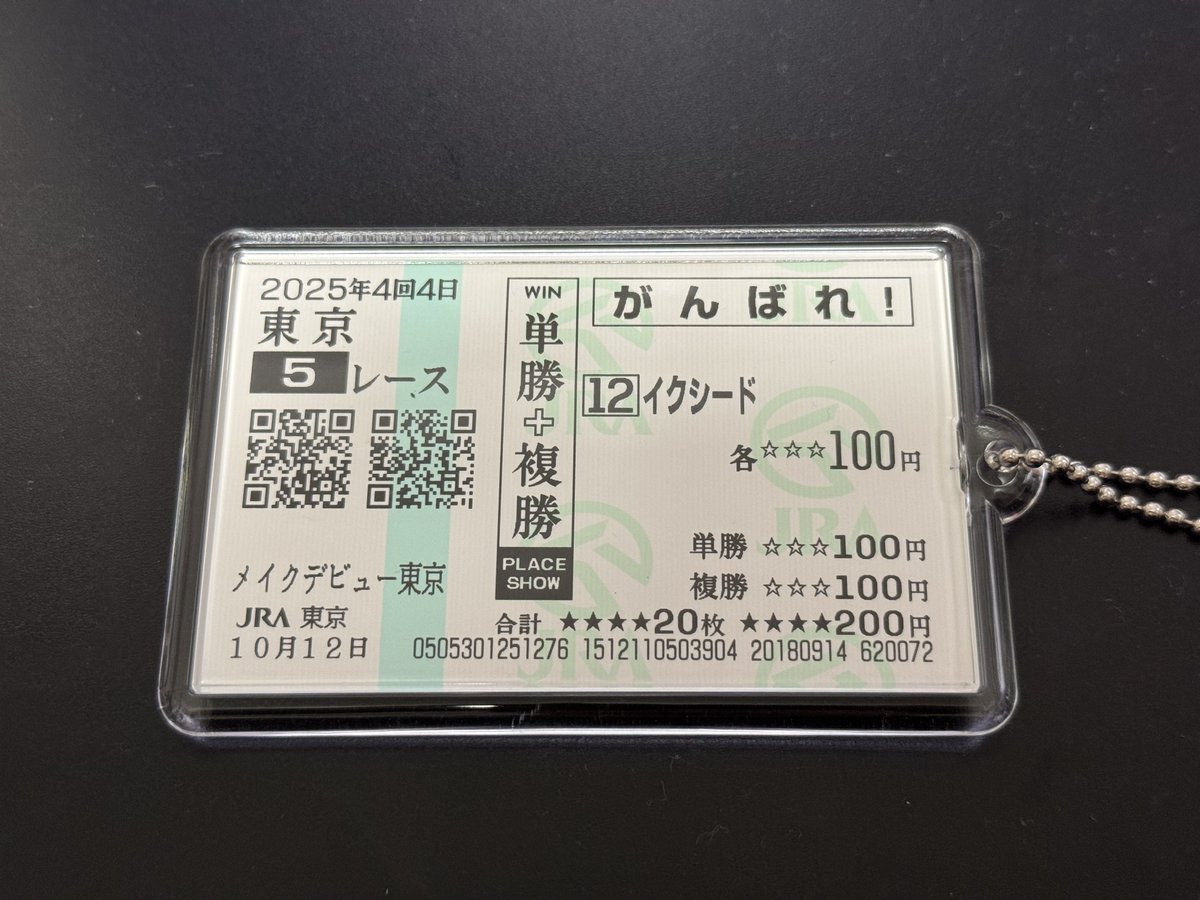 2025年4回4日
東京
5レース
メイクデビュー東京
JRA 東京
10月12日
WIN
単勝+複勝
PLACE
SHOW
がんばれ!
12イクシード
各☆☆☆100円
単勝 ☆☆☆100円
複勝 ☆☆☆100円
合計 ★★★★20枚 ★★★★200円
0505301251276 1512110503904 20180914 620072
JRA